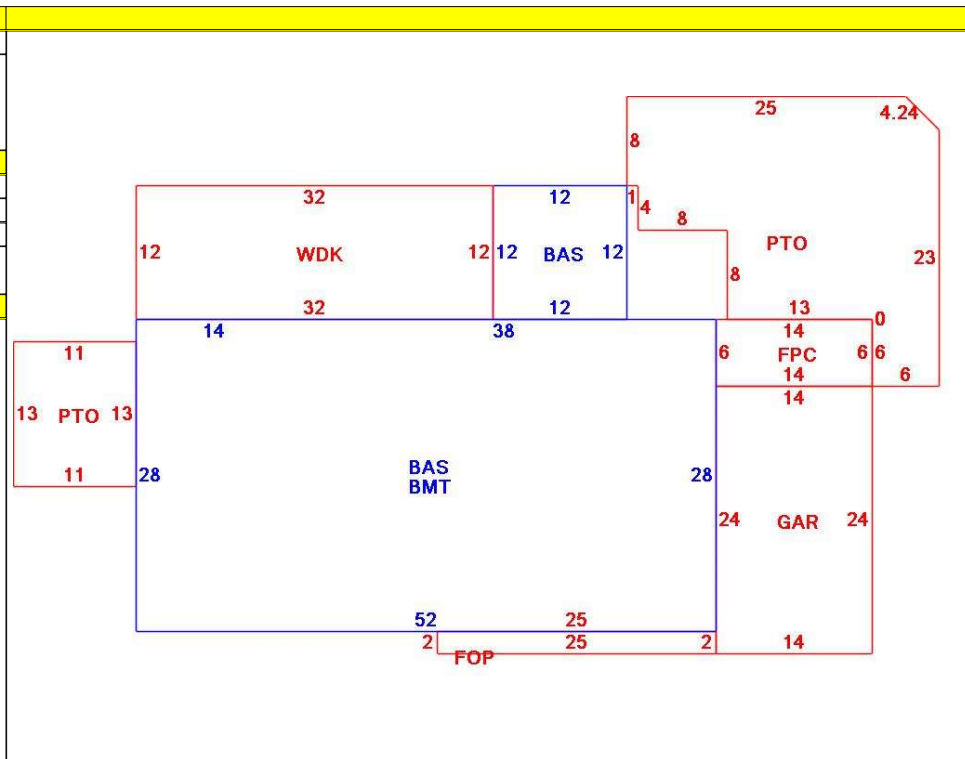 25 4.24
8
32 12 1 4 8
12 WDK 12 12 BAS 12 PTO 23
8
32 12 13
14 38 14 0
11 6 FPC 6 6
14 6
14
13 PTO 13
11 28 BAS 28
BMT
24 GAR 24
52 25
2 25 2 14
FOP